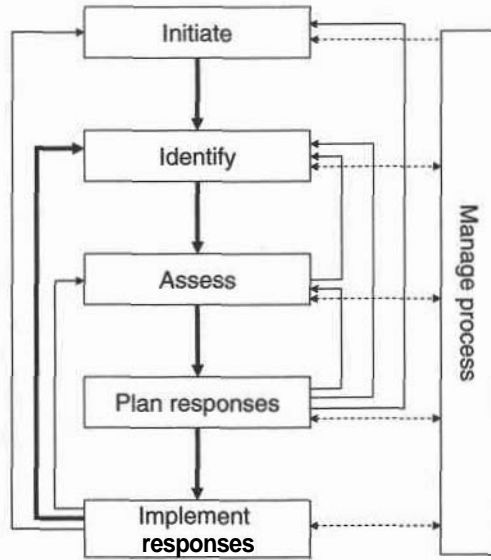 Initiate
Identify
Assess
Plan responses
Implement
responses
Manage process